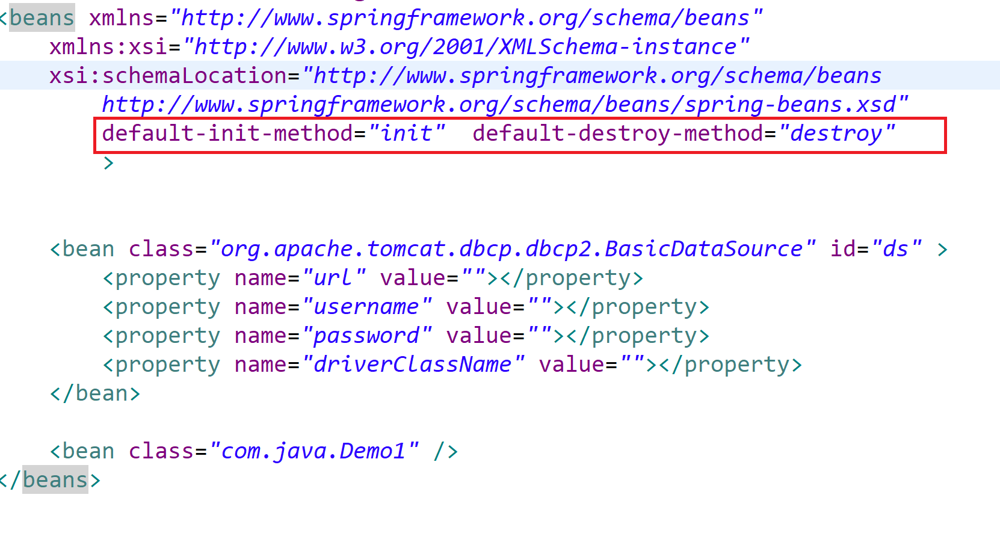 <beans xmlns="http://www.springframework.org/schema/beans"
xmlns:xsi="http://www.w3.org/2001/XMLSchema-instance"
xsi:schemaLocation="http://www.springframework.org/schema/beans
http://www.springframework.org/schema/beans/spring-beans.xsd"
default-init-method="init" default-destroy-method="destroy"
>
<bean class="org.apache.tomcat.dbcp.dbcp2.BasicDataSource" id="ds" >
<property name="url" value=""></property>
<property name="username" value=""></property>
<property name="password" value=""></property>
<property name="driverClassName" value=""></property>
</bean>
<bean class="com.java.Demo1" />
</beans>